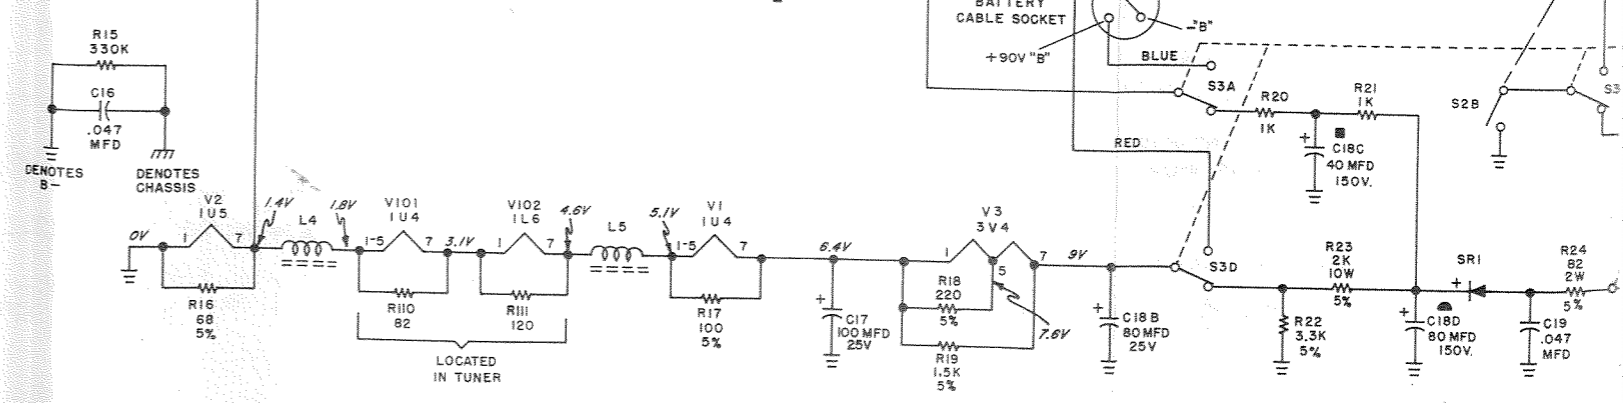 BATTERY
CABLE SOCKET
–"B"
+90V "B"
BLUE
R15
330K
C16
.047
MFD
DENOTES
B–
DENOTES
CHASSIS
S3A
R20
1K
R21
1K
S2B
S3
+
C18C
40 MFD
150V.
RED
V2
1U5
1.4V
L4
1.8V
V101
1U4
V102
1L6
4.6V
L5
5.1V
V1
1U4
V3
3V4
0V
1
7
1-5
7
3.1V
1
7
1-5
7
6.4V
1
5
7
9V
S3D
R23
2K
10W
5%
SR1
+
R24
82
2W
5%
R16
68
5%
R110
82
R111
120
R17
100
5%
+
C17
100 MFD
25V
R18
220
5%
7.6V
R19
1.5K
5%
+
C18B
80 MFD
25V
R22
3.3K
5%
+
C18D
80 MFD
150V.
C19
.047
MFD
LOCATED
IN TUNER